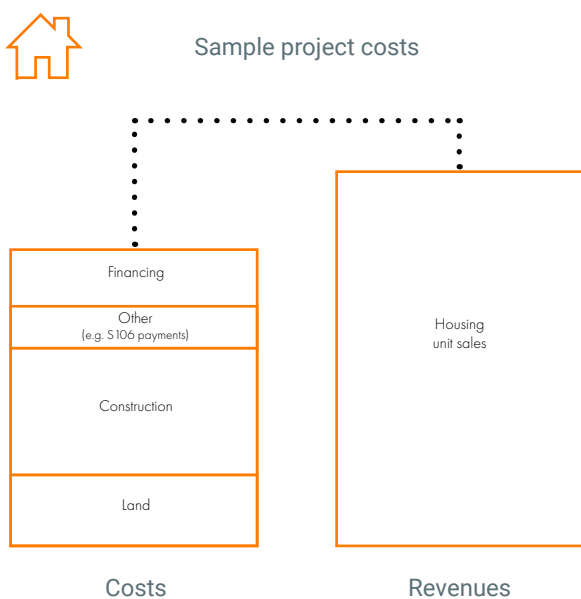 Sample project costs
Financing
Other
(e.g. S106 payments)
Construction
Land
Housing
unit sales
Costs
Revenues